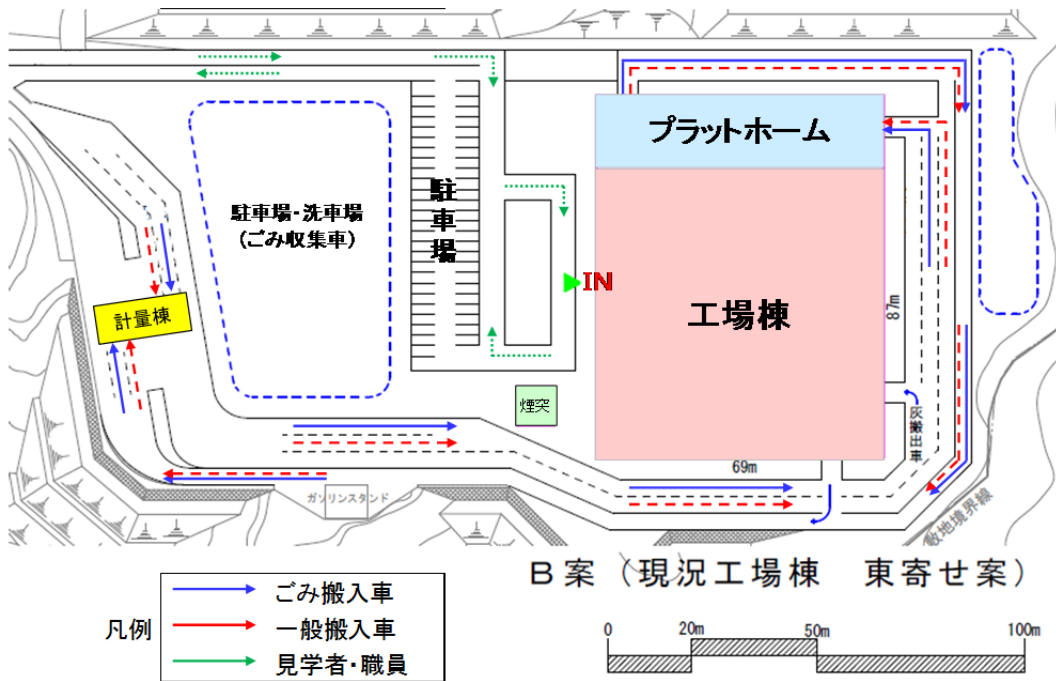 プラットホーム
駐車場・洗車場
(ごみ収集車)
駐車場
IN
工場棟
87m
計量棟
煙突
灰搬出車
69m
ガソリンスタンド
敷地境界線
B案(現況工場棟 東寄せ案)
凡例
ごみ搬入車
一般搬入車
見学者・職員
0 20m 50m 100m